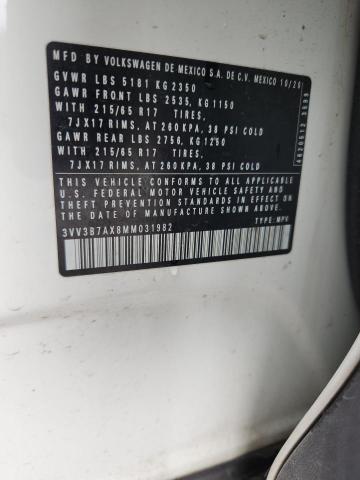 MFD BY VOLKSWAGEN DE MEXICO S.A. DE C.V. MEXICO 10/20
GVWR LBS 5181 KG 2350
GAWR FRONT LBS 2535, KG 1150
WITH 215/65 R17 TIRES,
7JX17 RIMS, AT 260 KPA, 38 PSI COLD
GAWR REAR LBS 2756, KG 1250
WITH 215/65 R17 TIRES,
7JX17 RIMS, AT 260 KPA, 38 PSI COLD
THIS VEHICLE CONFORMS TO ALL APPLICABLE
U.S. FEDERAL MOTOR VEHICLE SAFETY AND
THEFT PREVENTION STANDARDS IN EFFECT ON
THE DATE OF MANUFACTURE SHOWN ABOVE
3VV3B7AX8MM031982 TYPE: MPV